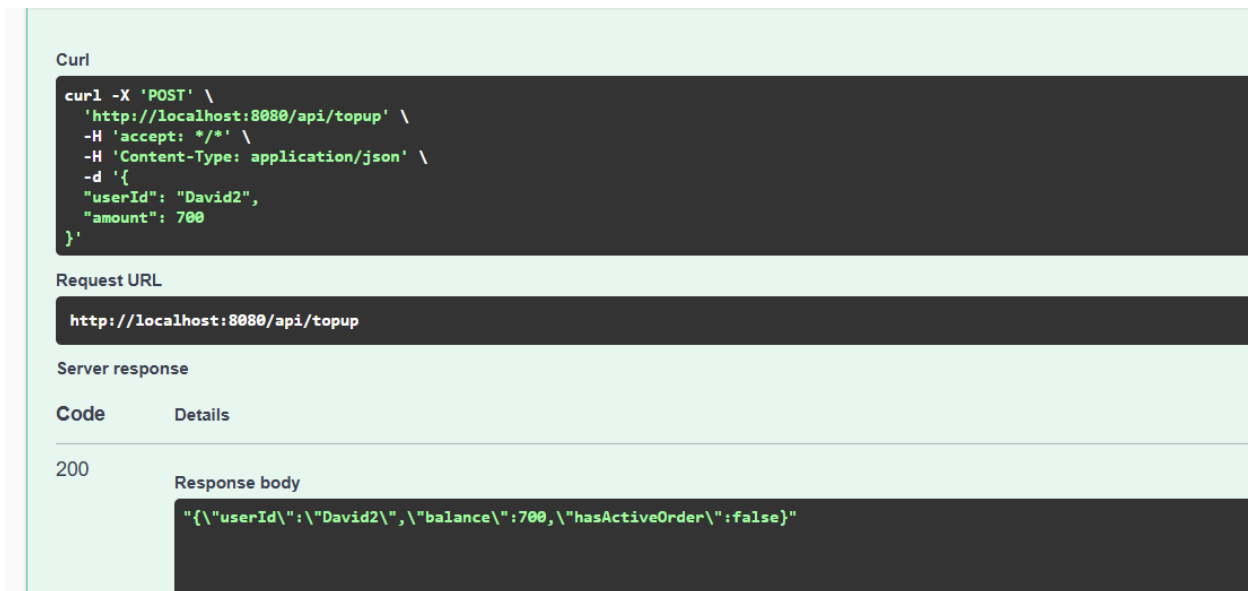 Curl
curl -X 'POST' \
  'http://localhost:8080/api/topup' \
  -H 'accept: */*' \
  -H 'Content-Type: application/json' \
  -d '{
  "userId": "David2",
  "amount": 700
}'
Request URL
http://localhost:8080/api/topup
Server response
Code Details
200
Response body
"{\"userId\":\"David2\",\"balance\":700,\"hasActiveOrder\":false}"